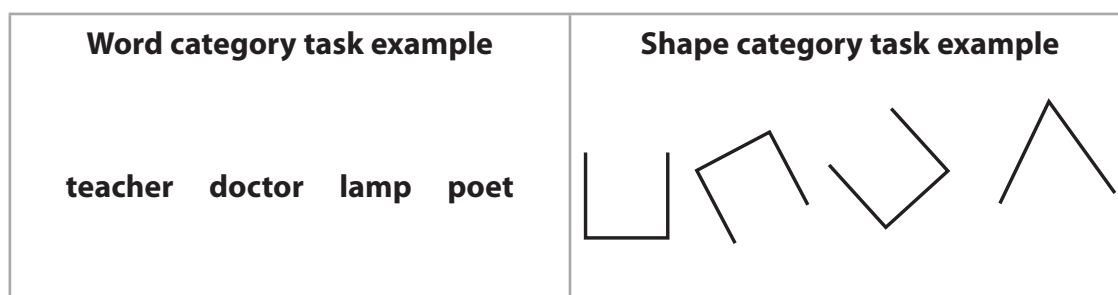 Word category task example
teacher doctor lamp poet
Shape category task example